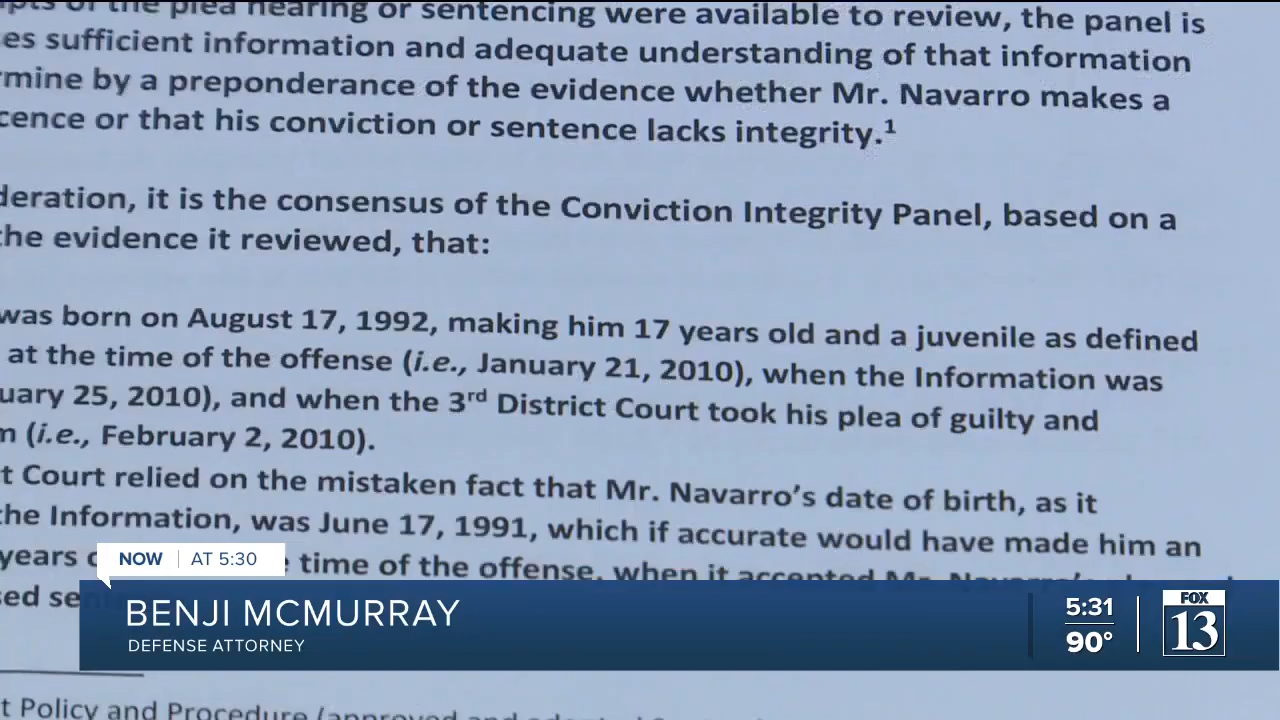 of the plea hearing or sentencing were available to review, the panel is
es sufficient information and adequate understanding of that information
rmine by a preponderance of the evidence whether Mr. Navarro makes a
cence or that his conviction or sentence lacks integrity.¹
deration, it is the consensus of the Conviction Integrity Panel, based on a
the evidence it reviewed, that:
was born on August 17, 1992, making him 17 years old and a juvenile as defined
at the time of the offense (i.e., January 21, 2010), when the Information was
uary 25, 2010), and when the 3rd District Court took his plea of guilty and
m (i.e., February 2, 2010).
t Court relied on the mistaken fact that Mr. Navarro's date of birth, as it
the Information, was June 17, 1991, which if accurate would have made him an
years time of the offense, when it accepted Mr. Navarro's
sed
NOW AT 5:30
BENJI MCMURRAY
DEFENSE ATTORNEY
5:31
90°
FOX
13
t Policy and Procedure (approved and